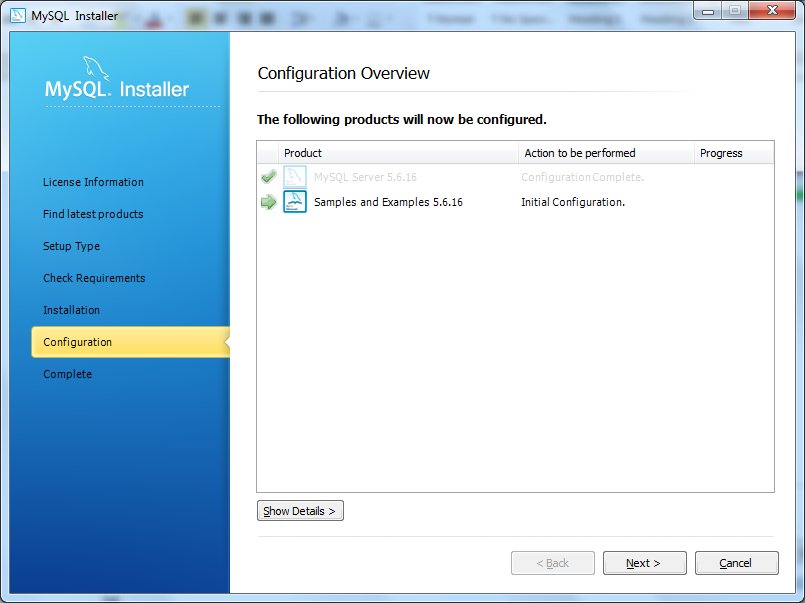 MySQL Installer
MySQL. Installer
License Information
Find latest products
Setup Type
Check Requirements
Installation
Configuration
Complete
Configuration Overview
The following products will now be configured.
Product Action to be performed Progress
MySQL Server 5.6.16 Configuration Complete.
Samples and Examples 5.6.16 Initial Configuration.
Show Details >
< Back Next > Cancel